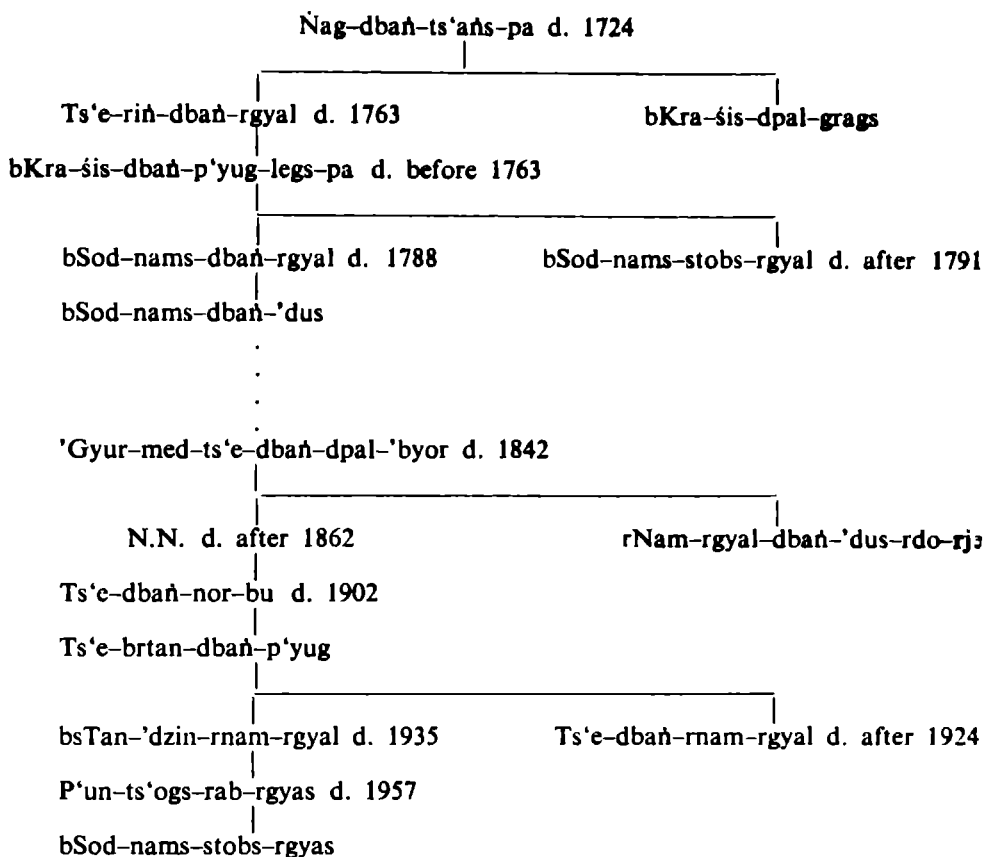 Ṅag–dbaṅ–ts‘aṅs–pa d. 1724
Ts‘e–riṅ–dbaṅ–rgyal d. 1763 bKra–śis–dpal–grags
bKra–śis–dbaṅ–p‘yug–legs–pa d. before 1763
bSod–nams–dbaṅ–rgyal d. 1788 bSod–nams–stobs–rgyal d. after 1791
bSod–nams–dbaṅ–’dus
’Gyur–med–ts‘e–dbaṅ–dpal–’byor d. 1842
N.N. d. after 1862 rNam–rgyal–dbaṅ–’dus–rdo–rje
Ts‘e–dbaṅ–nor–bu d. 1902
Ts‘e–brtan–dbaṅ–p‘yug
bsTan–’dzin–rnam–rgyal d. 1935 Ts‘e–dbaṅ–rnam–rgyal d. after 1924
P‘un–ts‘ogs–rab–rgyas d. 1957
bSod–nams–stobs–rgyas